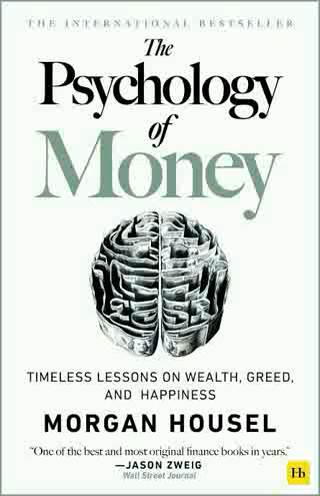 THE INTERNATIONAL BESTSELLER
The
Psychology
of
Money
TIMELESS LESSONS ON WEALTH, GREED,
AND HAPPINESS
MORGAN HOUSEL
“One of the best and most original finance books in years.”
—JASON ZWEIG
Wall Street Journal
Hh